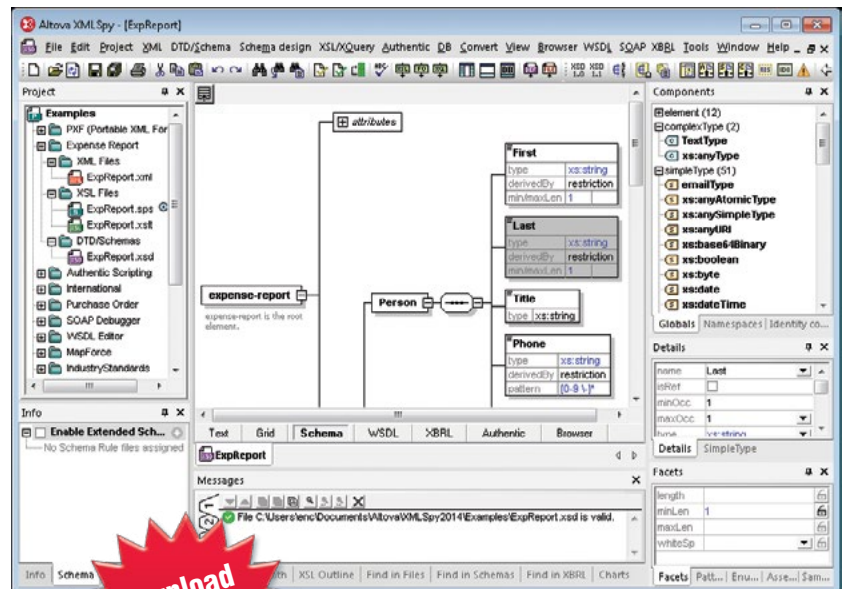 Altova XMLSpy - [ExpReport]
File Edit Project XML DTD/Schema Schema design XSL/XQuery Authentic DB Convert View Browser WSDL SOAP XBRL Tools Window Help
XSD 1.0 XSD 1.1
Project
Examples
PXF (Portable XML For
Expense Report
XML Files
ExpReport.xml
XSL Files
ExpReport.sps
ExpReport.xslt
DTD/Schemas
ExpReport.xsd
Authentic Scripting
International
Purchase Order
SOAP Debugger
WSDL Editor
MapForce
IndustryStandards
Info
Enable Extended Sch...
No Schema Rule files assigned
Info Schema
attributes
expense-report
expense-report is the root
element.
Person
First
type xs:string
derivedBy restriction
min/maxLen 1
Last
type xs:string
derivedBy restriction
min/maxLen 1
Title
type xs:string
Phone
type xs:string
derivedBy restriction
pattern [0-9 \-]*
Text Grid Schema WSDL XBRL Authentic Browser
ExpReport
Messages
1
2
File C:\Users\enc\Documents\Altova\XMLSpy2014\Examples\ExpReport.xsd is valid.
XSL Outline Find in Files Find in Schemas Find in XBRL Charts
Components
element (12)
complexType (2)
TextType
xs:anyType
simpleType (51)
emailType
xs:anyAtomicType
xs:anySimpleType
xs:anyURI
xs:base64Binary
xs:boolean
xs:byte
xs:date
xs:dateTime
Globals Namespaces Identity co...
Details
name Last
isRef
minOcc 1
maxOcc 1
type xs:string
Details SimpleType
Facets
length
minLen 1
maxLen
whiteSp
Facets Patt... Enu... Asse... Sam...